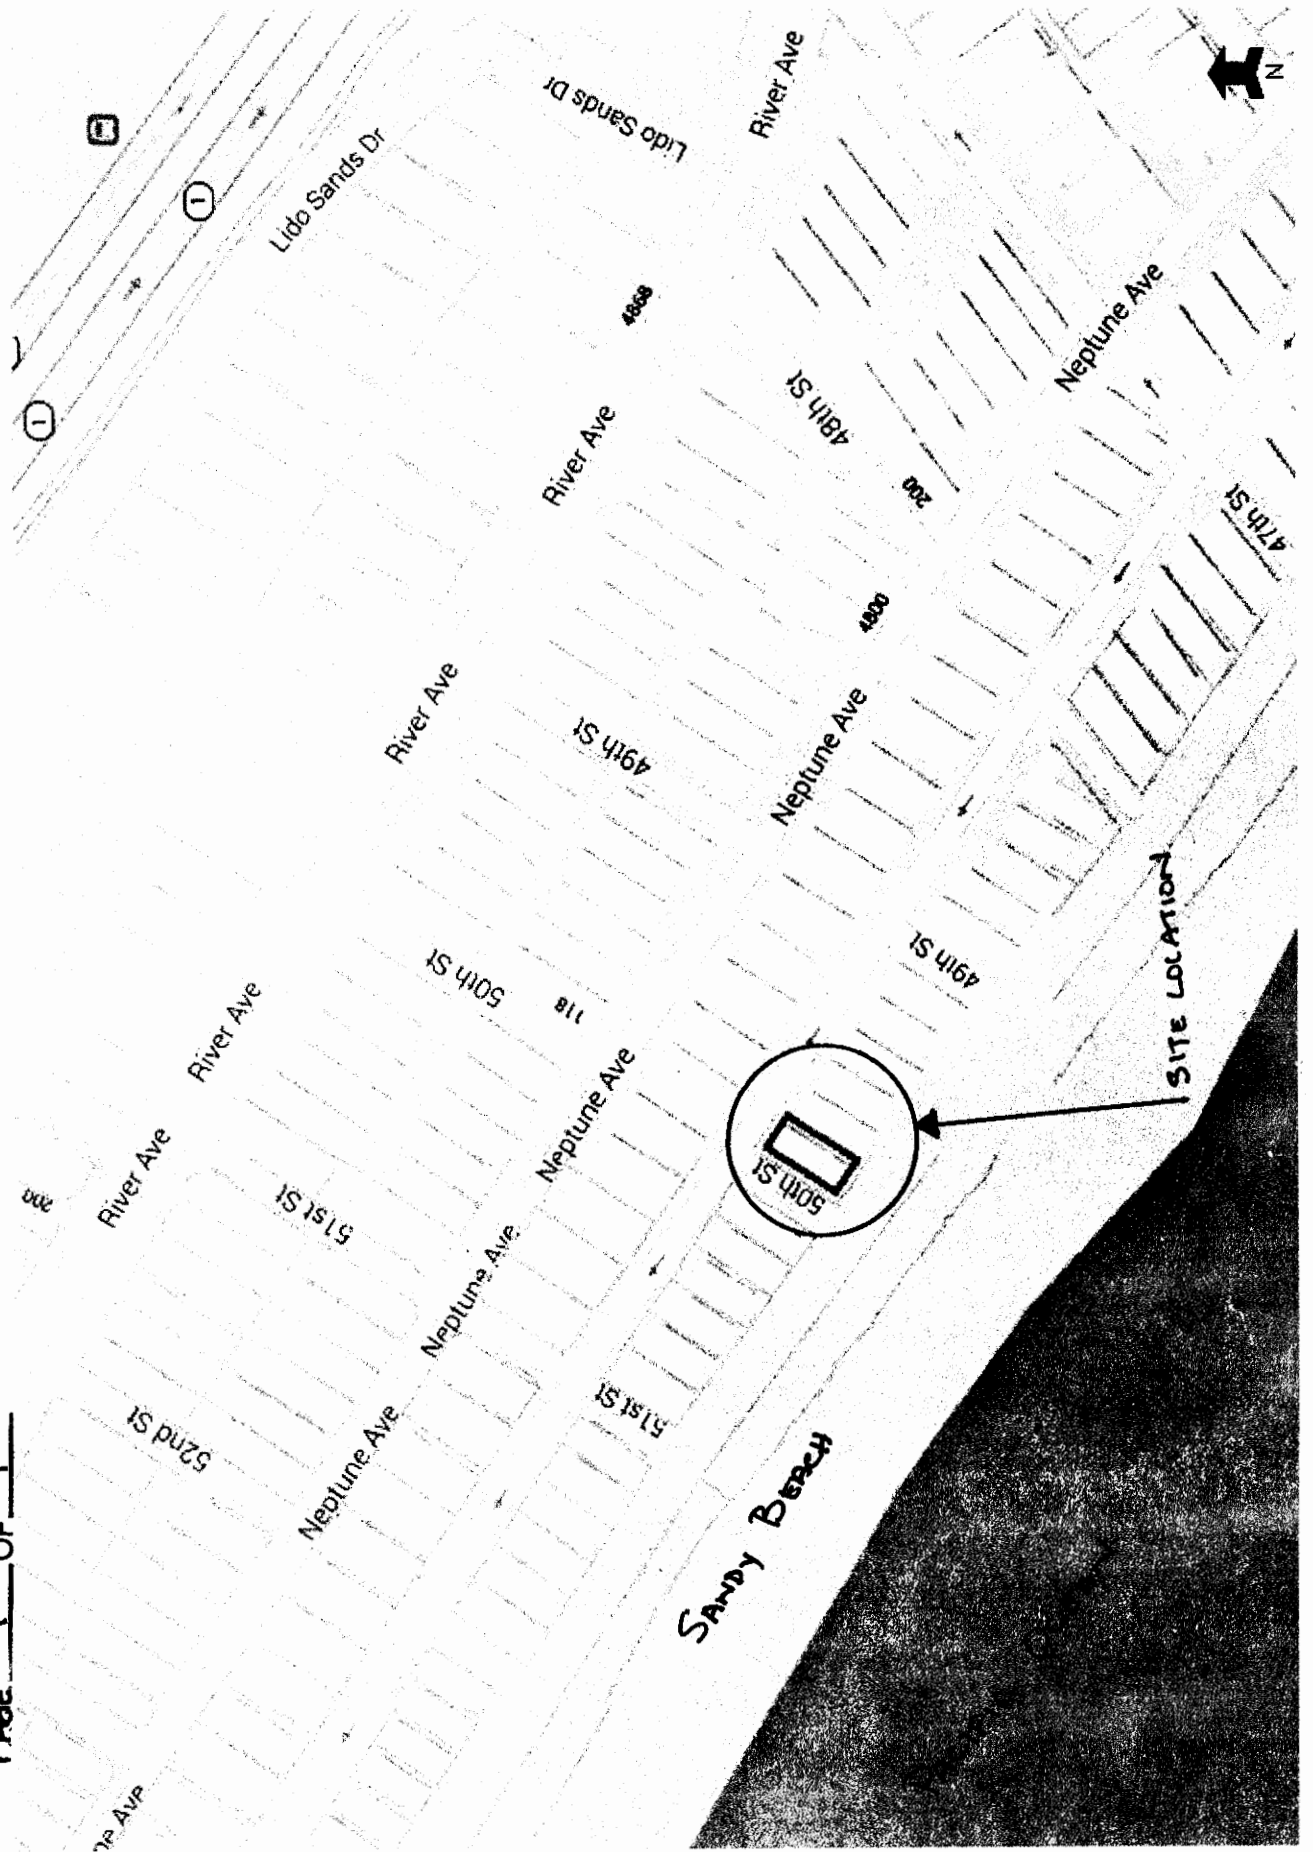 PAGE OF
1
1
Lido Sands Dr
Lido Sands Dr
River Ave
N
4868
River Ave
48th St
200
Neptune Ave
47th St
4800
River Ave
49th St
Neptune Ave
49th St
50th St
118
River Ave
Neptune Ave
SITE LOCATION
50th St
River Ave
200
51st St
Neptune Ave
51st St
52nd St
Neptune Ave
SANDY BEACH
ne Ave